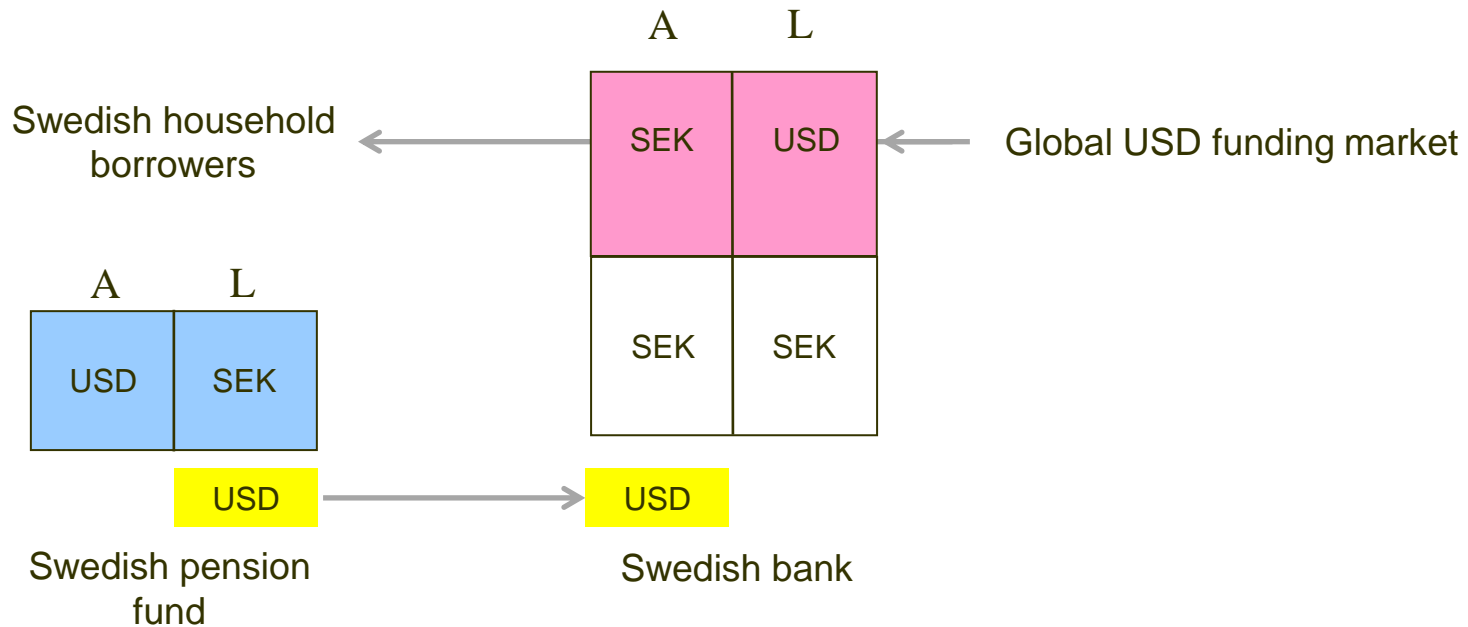 A L
Swedish household
borrowers
SEK USD
Global USD funding market
A L
USD SEK
SEK SEK
USD USD
Swedish pension
fund
Swedish bank